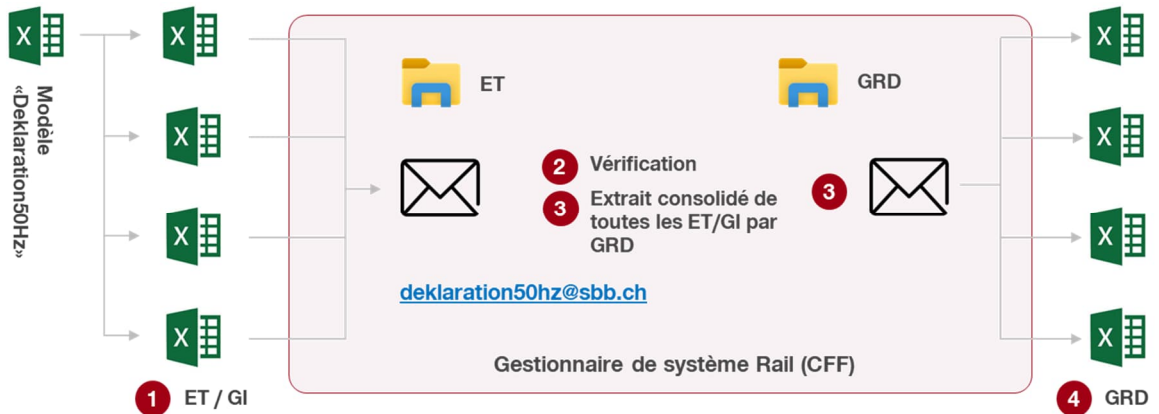 Modèle
«Deklaration50Hz»
X
X
X
X
X
1 ET / GI
ET
2 Vérification
3 Extrait consolidé de
toutes les ET/GI par
GRD
deklaration50hz@sbb.ch
GRD
3
Gestionnaire de système Rail (CFF)
X
X
X
X
4 GRD